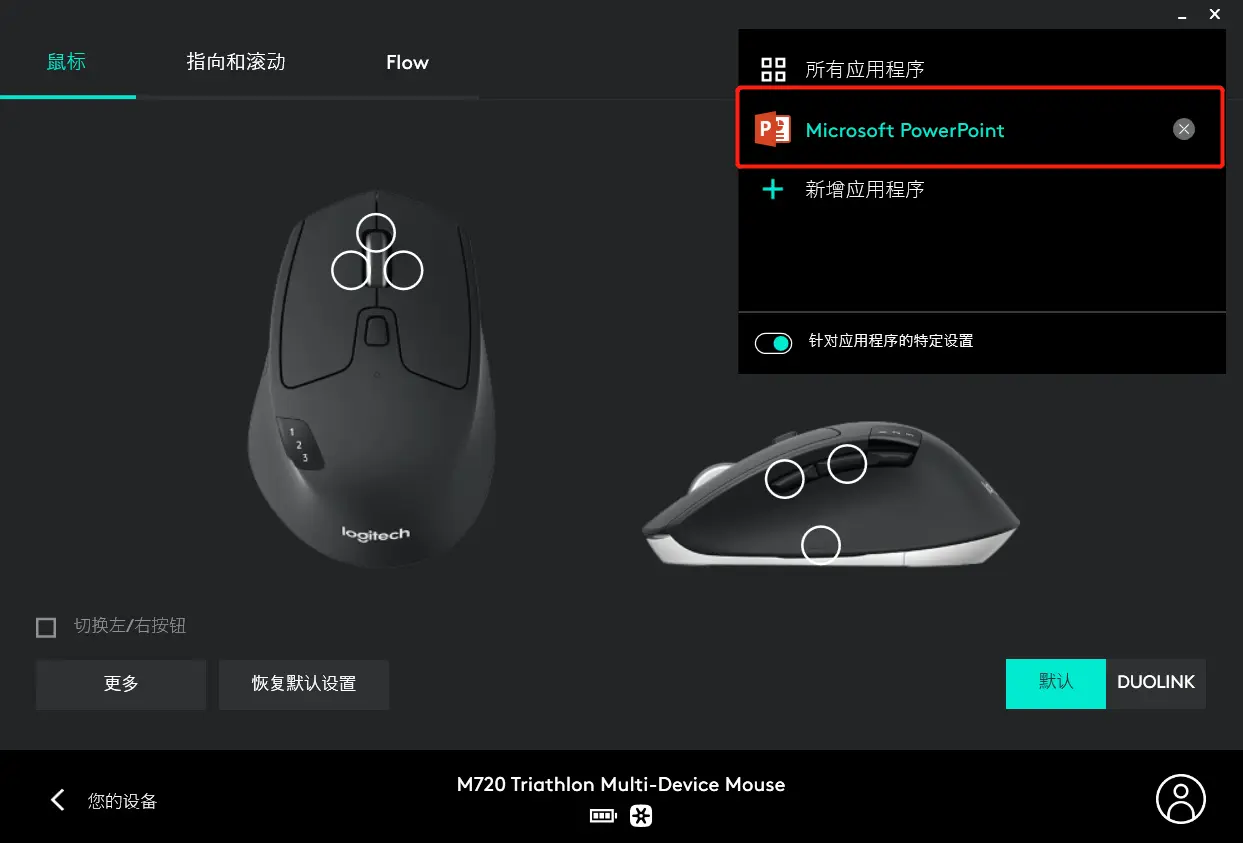 鼠标
指向和滚动
Flow
所有应用程序
Microsoft PowerPoint
新增应用程序
针对应用程序的特定设置
1
2
3
logitech
切换左/右按钮
更多
恢复默认设置
默认
DUOLINK
您的设备
M720 Triathlon Multi-Device Mouse